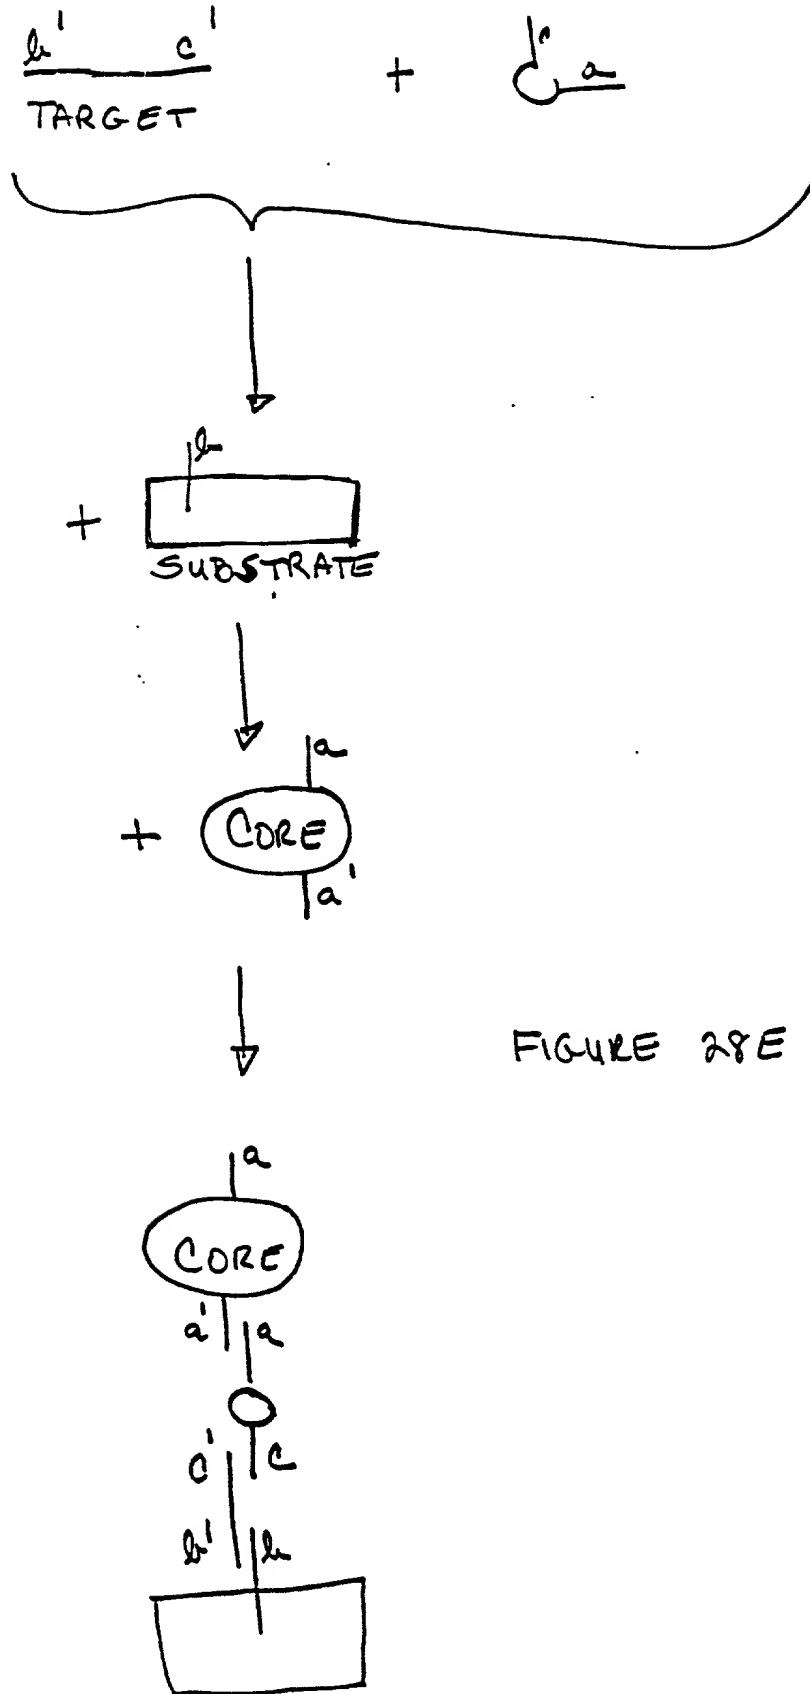 b' c'
TARGET
+
c a
b
+
SUBSTRATE
a
+ CORE
a'
FIGURE 28E
a
CORE
a' a
c' c
b' b